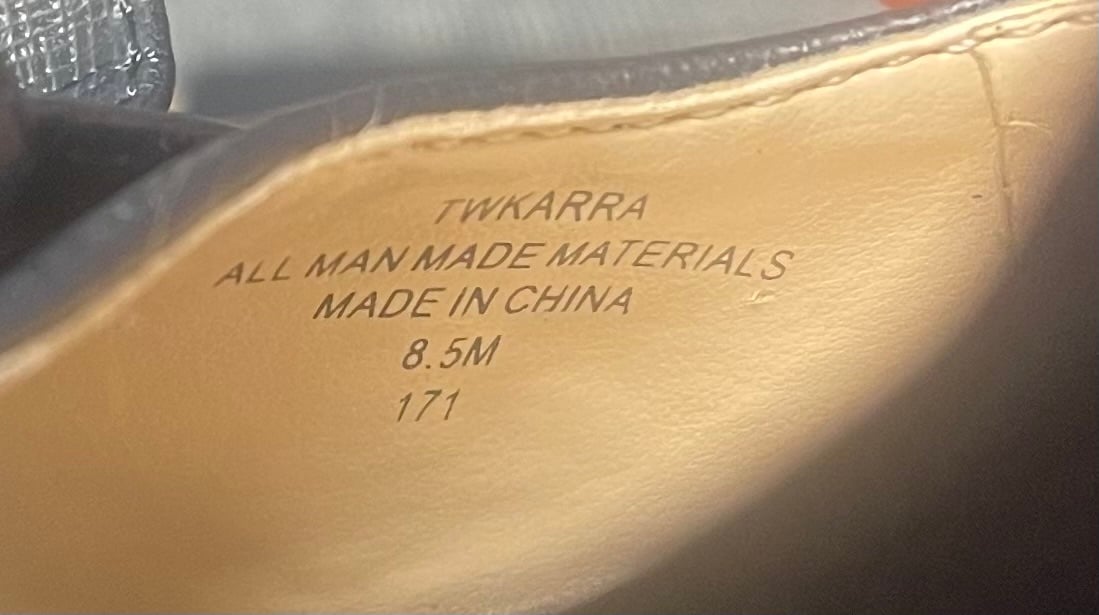 TWKARRA
ALL MAN MADE MATERIALS
MADE IN CHINA
8.5M
171